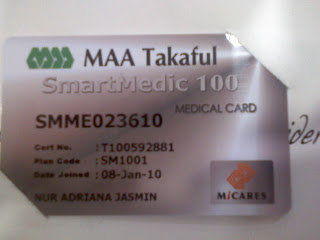 MAA Takaful
SmartMedic 100
MEDICAL CARD
SMME023610
Cert No. : T100592881
Plan Code : SM1001
Date Joined : 08-Jan-10
NUR ADRIANA JASMIN
MiCARES